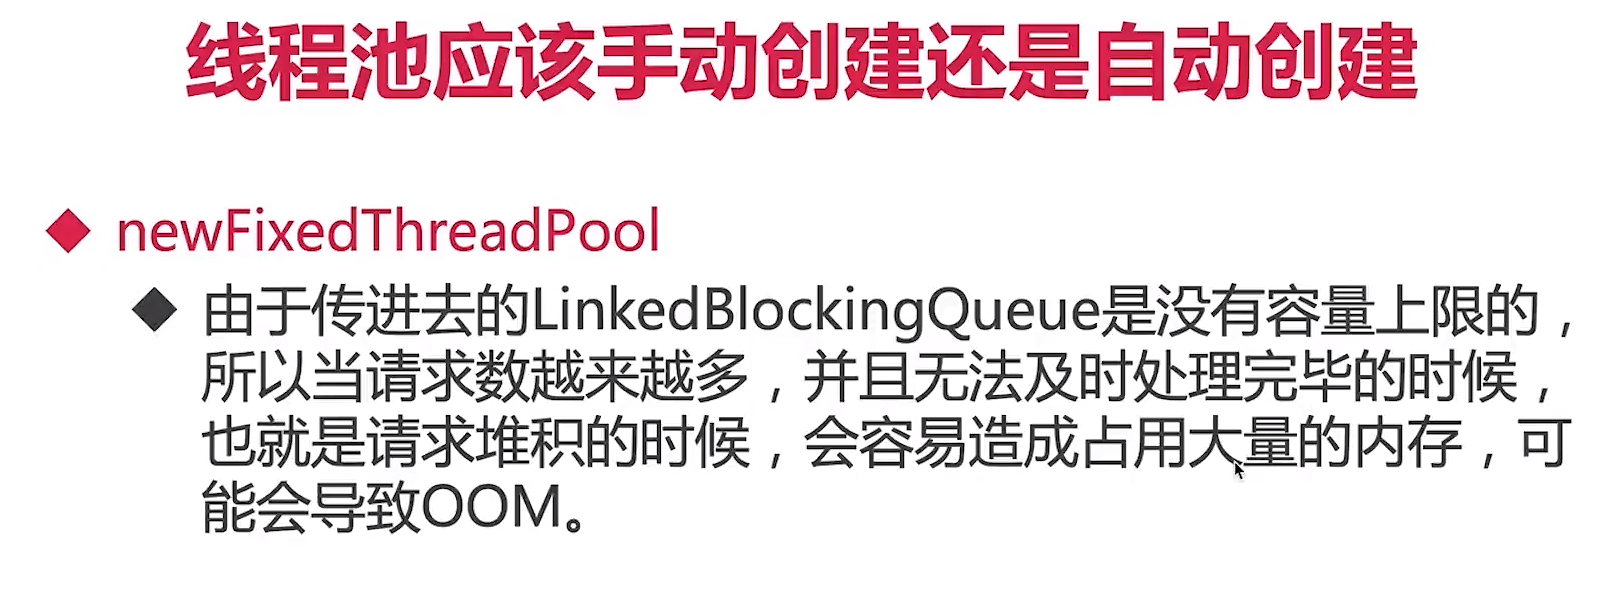 线程池应该手动创建还是自动创建
newFixedThreadPool
由于传进去的LinkedBlockingQueue是没有容量上限的，
所以当请求数越来越多，并且无法及时处理完毕的时候，
也就是请求堆积的时候，会容易造成占用大量的内存，可
能会导致OOM。